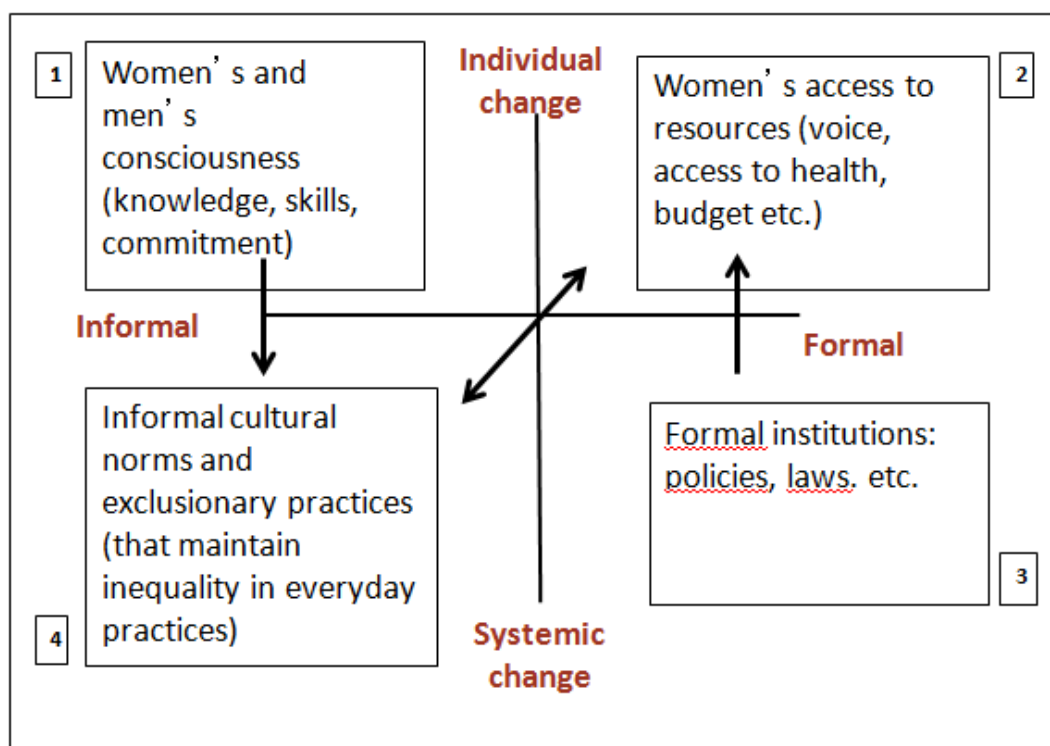 1
Women’s and
men’s
consciousness
(knowledge, skills,
commitment)
Individual
change
2
Women’s access to
resources (voice,
access to health,
budget etc.)
Informal
Formal
Informal cultural
norms and
exclusionary practices
(that maintain
inequality in everyday
practices)
4
Formal institutions:
policies, laws. etc.
3
Systemic
change